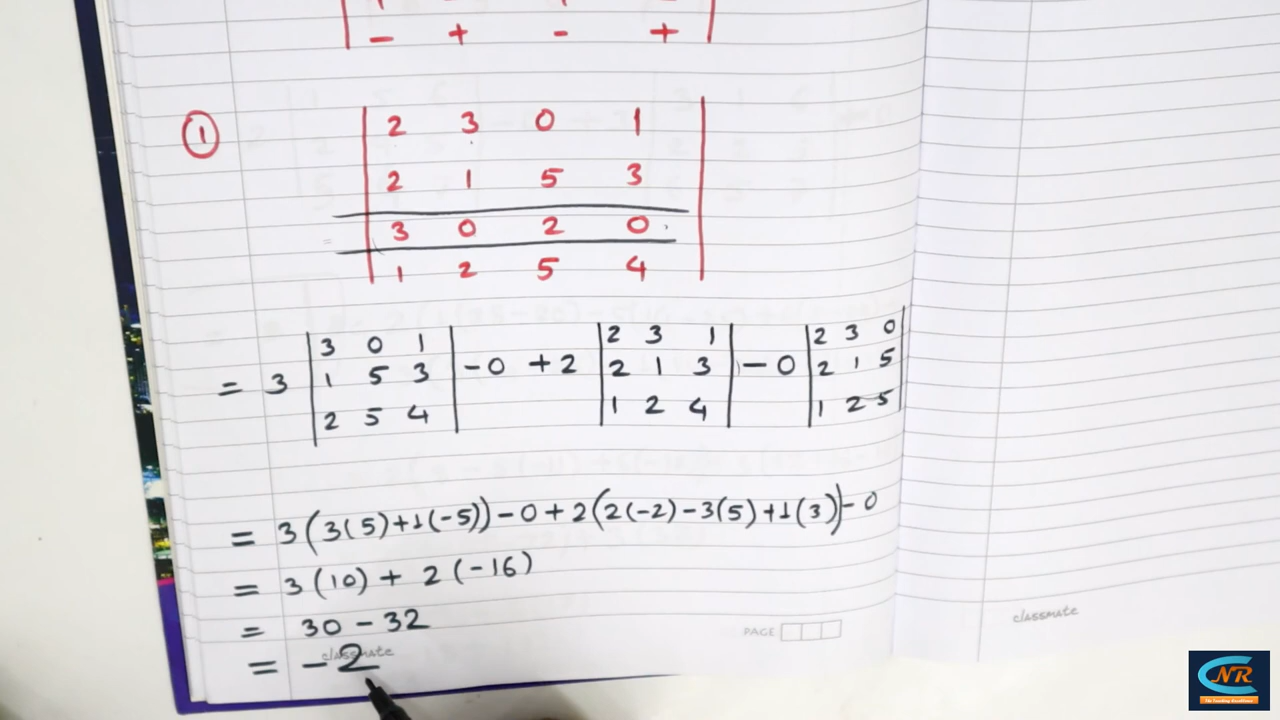 - + - +
1
2 3 0 1
2 1 5 3
3 0 2 0
1 2 5 4
= 3 | 3 0 1 | - 0 + 2 | 2 3 1 | - 0 | 2 3 0 |
| 1 5 3 | | 2 1 3 | | 2 1 5 |
| 2 5 4 | | 1 2 4 | | 1 2 5 |
= 3(3(5)+1(-5)) - 0 + 2(2(-2) - 3(5) + 1(3)) - 0
= 3(10) + 2(-16)
= 30 - 32
= -2
classmate
PAGE
classmate
NR